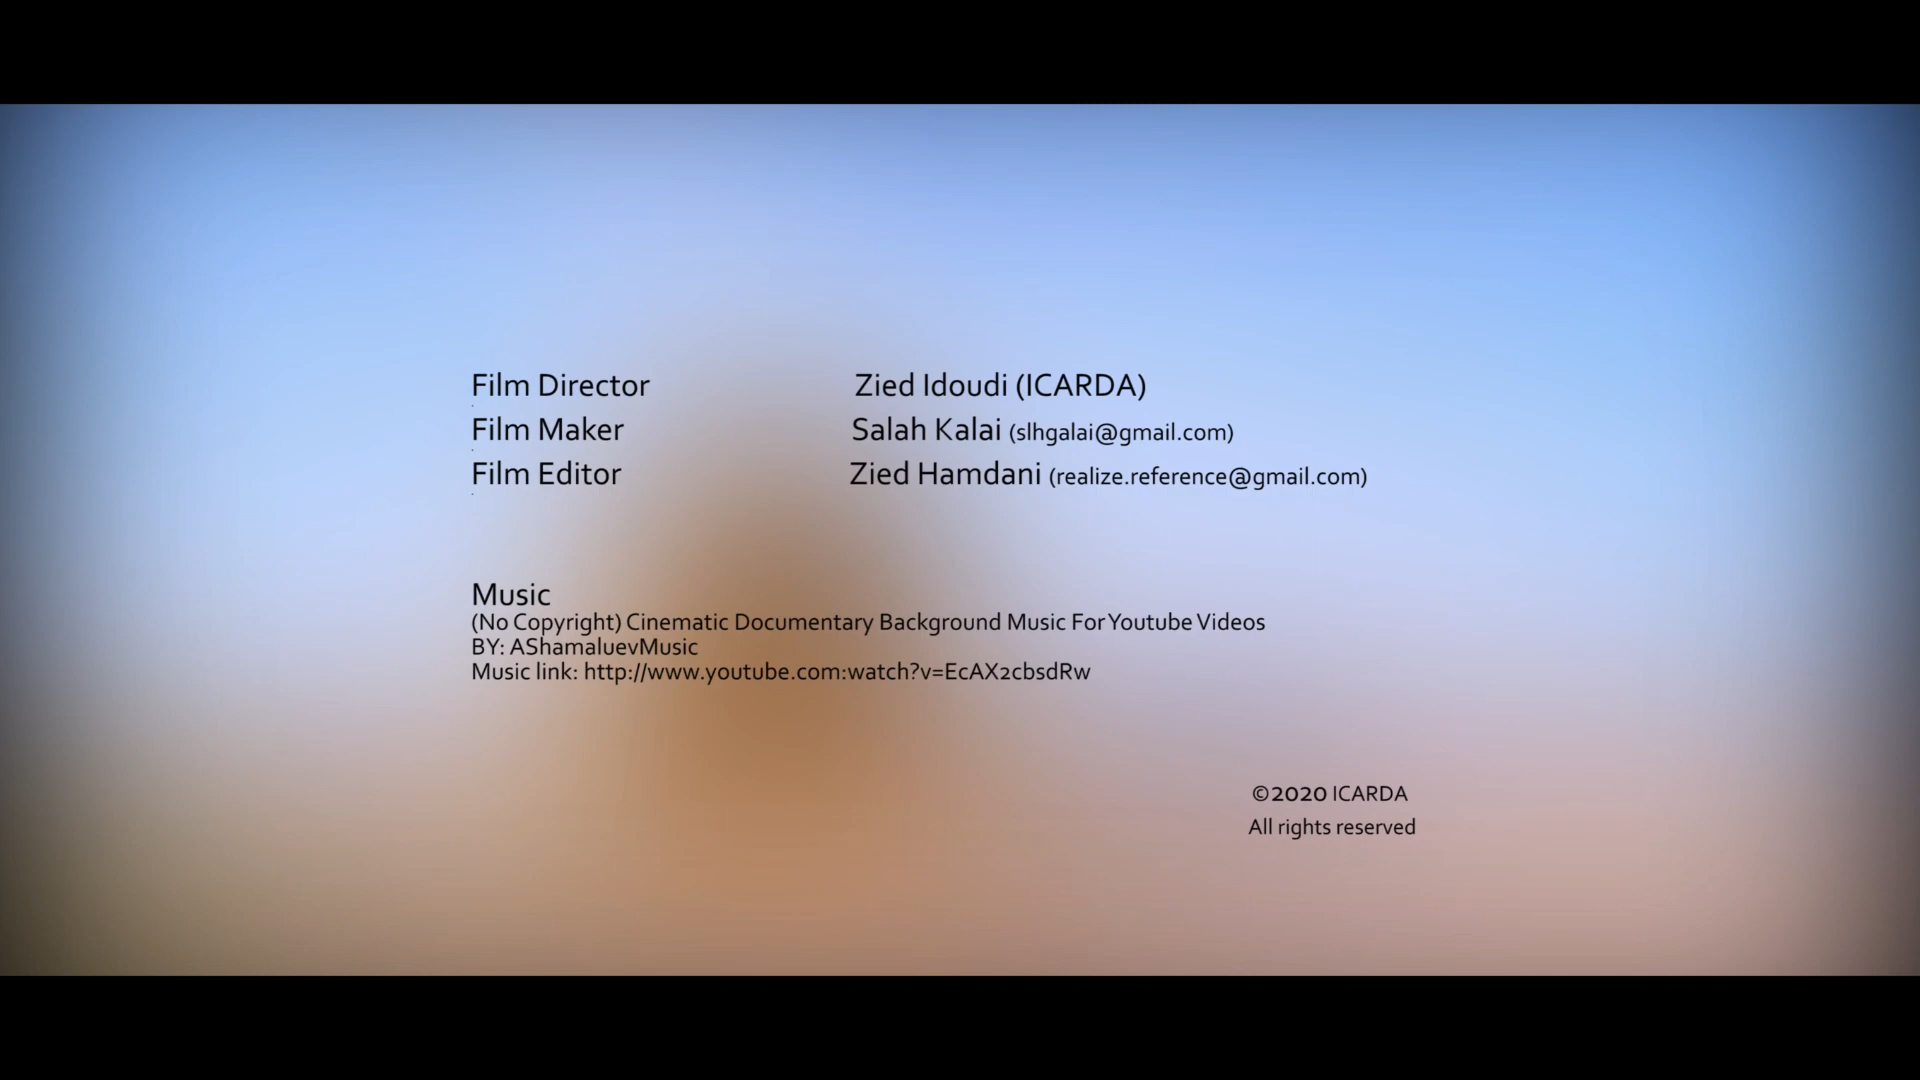 Film Director Zied Idoudi (ICARDA)
Film Maker Salah Kalai (slhgalai@gmail.com)
Film Editor Zied Hamdani (realize.reference@gmail.com)
Music
(No Copyright) Cinematic Documentary Background Music For Youtube Videos
BY: AShamaluevMusic
Music link: http://www.youtube.com:watch?v=EcAX2cbsdRw
©2020 ICARDA
All rights reserved